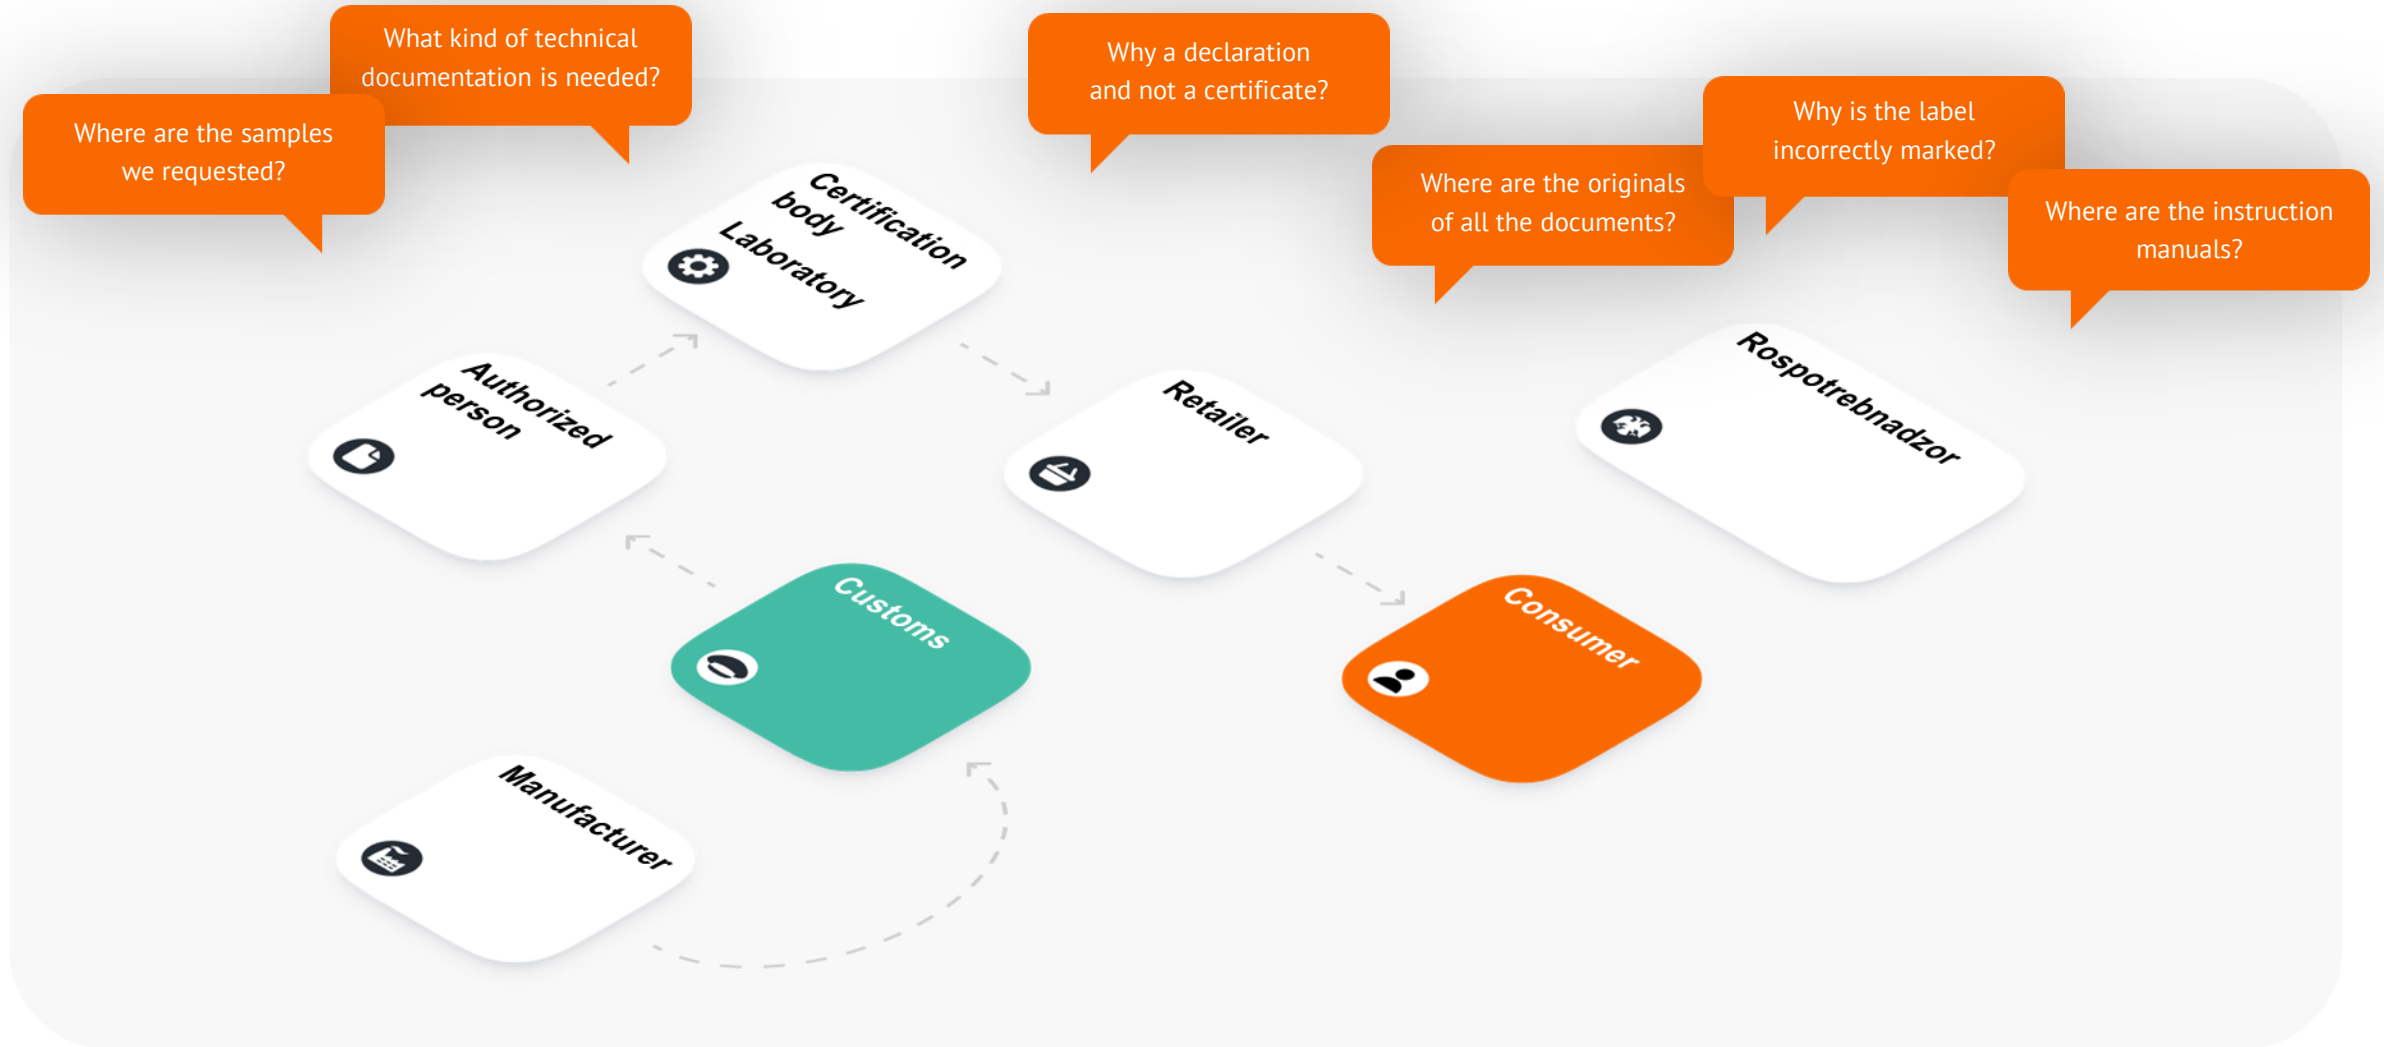 What kind of technical
documentation is needed?
Where are the samples
we requested?
Why a declaration
and not a certificate?
Where are the originals
of all the documents?
Why is the label
incorrectly marked?
Where are the instruction
manuals?
Certification
body
Laboratory
Authorized
person
Retailer
Rospotrebnadzor
Customs
Consumer
Manufacturer